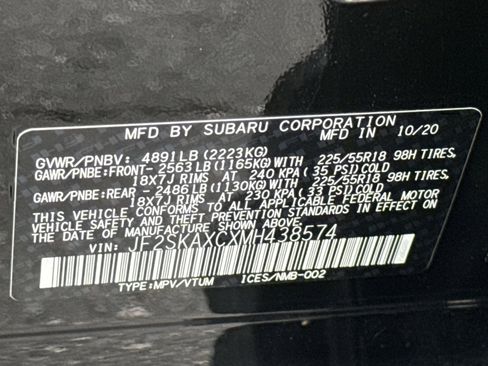 MFD BY SUBARU CORPORATION
MFD IN 10/20
GVWR/PNBV: 4891LB(2223KG)
GAWR/PNBE:FRONT-2563LB(1165KG)WITH 225/55R18 98H TIRES,
18X7J RIMS AT 240 KPA(35 PSI)COLD
GAWR/PNBE:REAR -2486LB(1130KG)WITH 225/55R18 98H TIRES,
18X7J RIMS AT 230 KPA(33 PSI)COLD
THIS VEHICLE CONFORMS TO ALL APPLICABLE FEDERAL MOTOR
VEHICLE SAFETY AND THEFT PREVENTION STANDARDS IN EFFECT ON
THE DATE OF MANUFACTURE SHOWN ABOVE.
VIN: JF2SKAXCXMH438574
TYPE:MPV/VTUM ICES/NMB-002